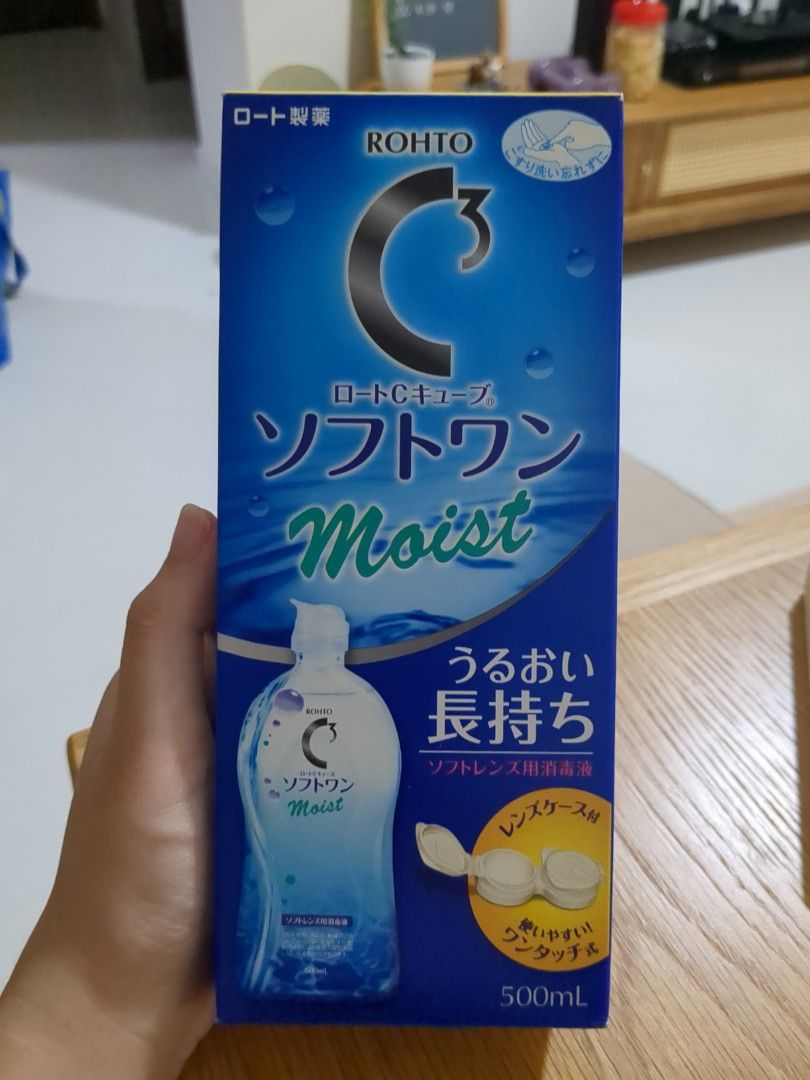 ロート製薬
ROHTO
こすり洗い忘れずに
C3
ロートCキューブ®
ソフトワン
moist
うるおい
長持ち
ソフトレンズ用消毒液
ROHTO
C3
ロートCキューブ
ソフトワン
moist
ソフトレンズ用消毒液
500ml
レンズケース付
使いやすい!
ワンタッチ式
500mL